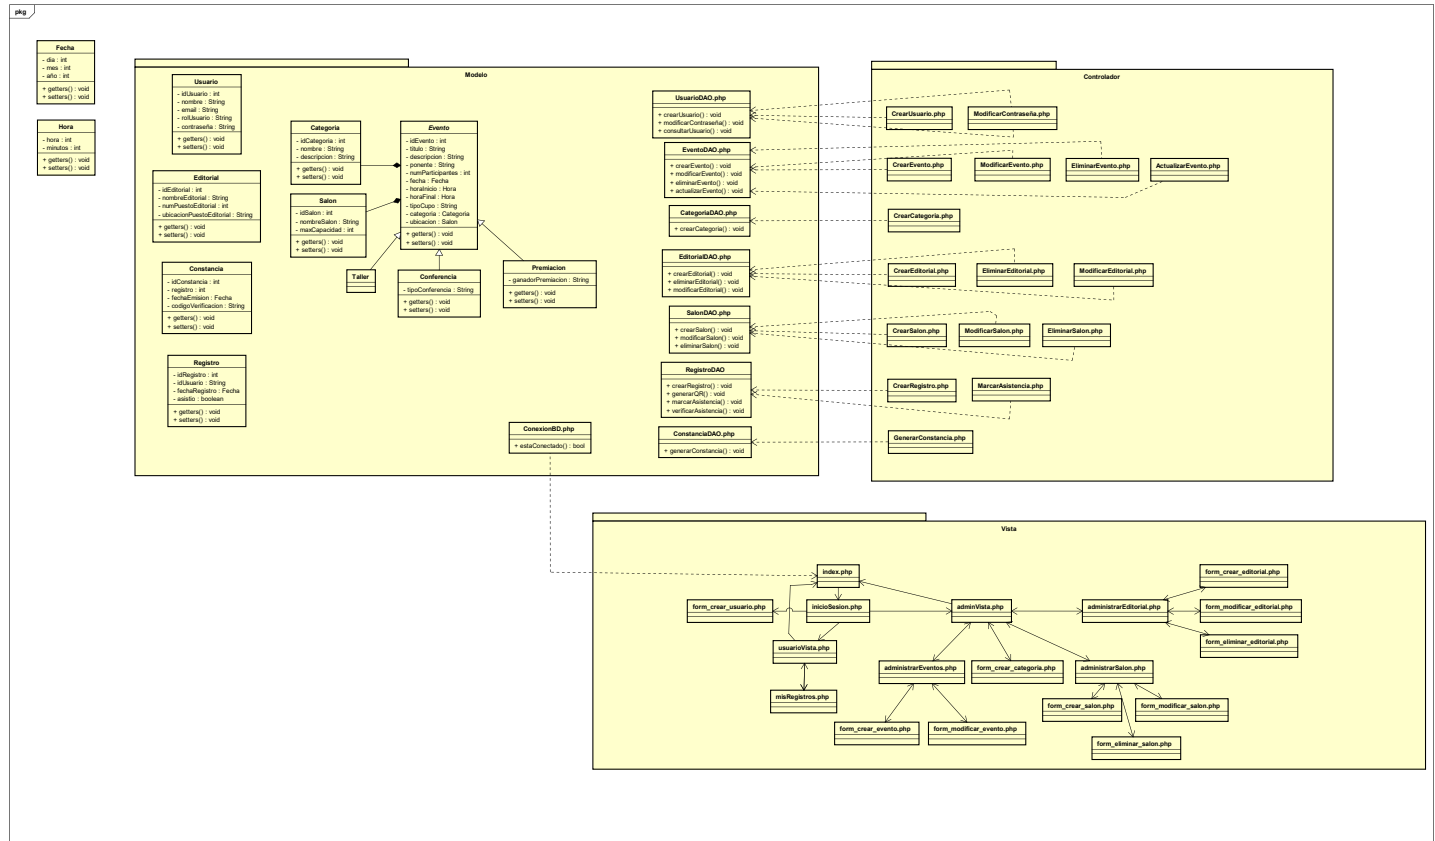 pkg
Fecha
- dia : int
- mes : int
- año : int
+ getters() : void
+ setters() : void
Hora
- hora : int
- minutos : int
+ getters() : void
+ setters() : void
Modelo
Usuario
- idUsuario : int
- nombre : String
- email : String
- rolUsuario : String
- contraseña : String
+ getters() : void
+ setters() : void
Editorial
- idEditorial : int
- nombreEditorial : String
- numPuestoEditorial : int
- ubicacionPuestoEditorial : String
+ getters() : void
+ setters() : void
Constancia
- idConstancia : int
- registro : int
- fechaEmision : Fecha
- codigoVerificacion : String
+ getters() : void
+ setters() : void
Registro
- idRegistro : int
- idUsuario : String
- fechaRegistro : Fecha
- asistio : boolean
+ getters() : void
+ setters() : void
Categoria
- idCategoria : int
- nombre : String
- descripcion : String
+ getters() : void
+ setters() : void
Salon
- idSalon : int
- nombreSalon : String
- maxCapacidad : int
+ getters() : void
+ setters() : void
Evento
- idEvento : int
- titulo : String
- descripcion : String
- ponente : String
- numParticipantes : int
- fecha : Fecha
- horaInicio : Hora
- horaFinal : Hora
- tipoCupo : String
- categoria : Categoria
- ubicacion : Salon
+ getters() : void
+ setters() : void
Taller
Conferencia
- tipoConferencia : String
+ getters() : void
+ setters() : void
Premiacion
- ganadorPremiacion : String
+ getters() : void
+ setters() : void
ConexionBD.php
+ estaConectado() : bool
UsuarioDAO.php
+ crearUsuario() : void
+ modificarContraseña() : void
+ consultarUsuario() : void
EventoDAO.php
+ crearEvento() : void
+ modificarEvento() : void
+ eliminarEvento() : void
+ actualizarEvento() : void
CategoriaDAO.php
+ crearCategoria() : void
EditorialDAO.php
+ crearEditorial() : void
+ eliminarEditorial() : void
+ modificarEditorial() : void
SalonDAO.php
+ crearSalon() : void
+ modificarSalon() : void
+ eliminarSalon() : void
RegistroDAO
+ crearRegistro() : void
+ generarQR() : void
+ marcarAsistencia() : void
+ verificarAsistencia() : void
ConstanciaDAO.php
+ generarConstancia() : void
Controlador
CrearUsuario.php
ModificarContraseña.php
CrearEvento.php
ModificarEvento.php
EliminarEvento.php
ActualizarEvento.php
CrearCategoria.php
CrearEditorial.php
EliminarEditorial.php
ModificarEditorial.php
CrearSalon.php
ModificarSalon.php
EliminarSalon.php
CrearRegistro.php
MarcarAsistencia.php
GenerarConstancia.php
Vista
index.php
form_crear_usuario.php
inicioSesion.php
adminVista.php
administrarEditorial.php
form_crear_editorial.php
form_modificar_editorial.php
form_eliminar_editorial.php
usuarioVista.php
misRegistros.php
administrarEventos.php
form_crear_categoria.php
administrarSalon.php
form_crear_evento.php
form_modificar_evento.php
form_crear_salon.php
form_modificar_salon.php
form_eliminar_salon.php